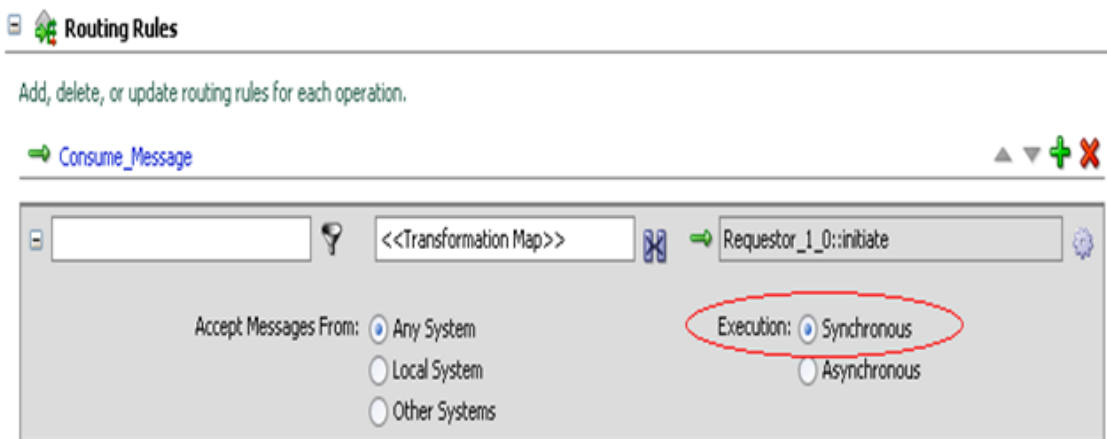 Routing Rules
Add, delete, or update routing rules for each operation.
Consume_Message
<<Transformation Map>> Requestor_1_0::initiate
Accept Messages From: Any System Execution: Synchronous
Local System Asynchronous
Other Systems